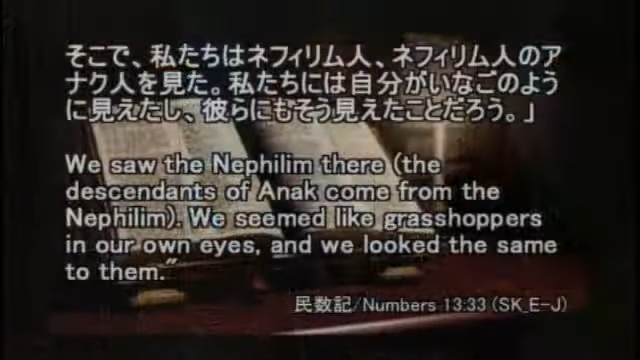 そこで、私たちはネフィリム人、ネフィリム人のア
ナク人を見た。私たちには自分がいなごのよう
に見えたし、彼らにもそう見えたことだろう。」
We saw the Nephilim there (the
descendants of Anak come from the
Nephilim). We seemed like grasshoppers
in our own eyes, and we looked the same
to them."
民数記/Numbers 13:33 (SK_E-J)